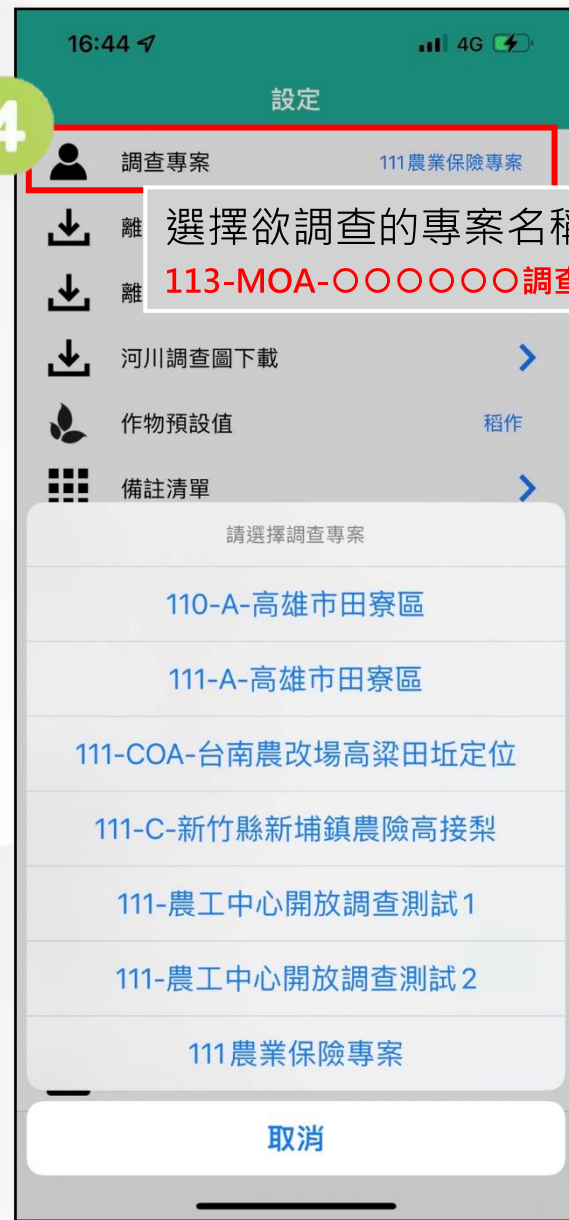 16:44
4G
設定
4
調查專案
111農業保險專案
離
選擇欲調查的專案名稱
離
113-MOA-〇〇〇〇〇〇調查
河川調查圖下載
作物預設值
稻作
備註清單
請選擇調查專案
110-A-高雄市田寮區
111-A-高雄市田寮區
111-COA-台南農改場高粱田坵定位
111-C-新竹縣新埔鎮農險高接梨
111-農工中心開放調查測試1
111-農工中心開放調查測試2
111農業保險專案
取消